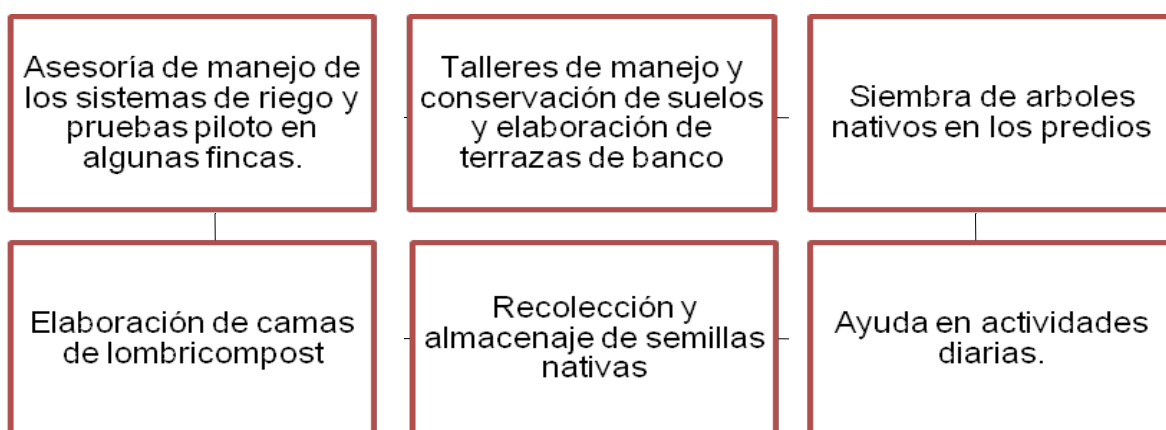 Asesoría de manejo de
los sistemas de riego y
pruebas piloto en
algunas fincas.
Talleres de manejo y
conservación de suelos
y elaboración de
terrazas de banco
Siembra de arboles
nativos en los predios
Elaboración de camas
de lombricompost
Recolección y
almacenaje de semillas
nativas
Ayuda en actividades
diarias.